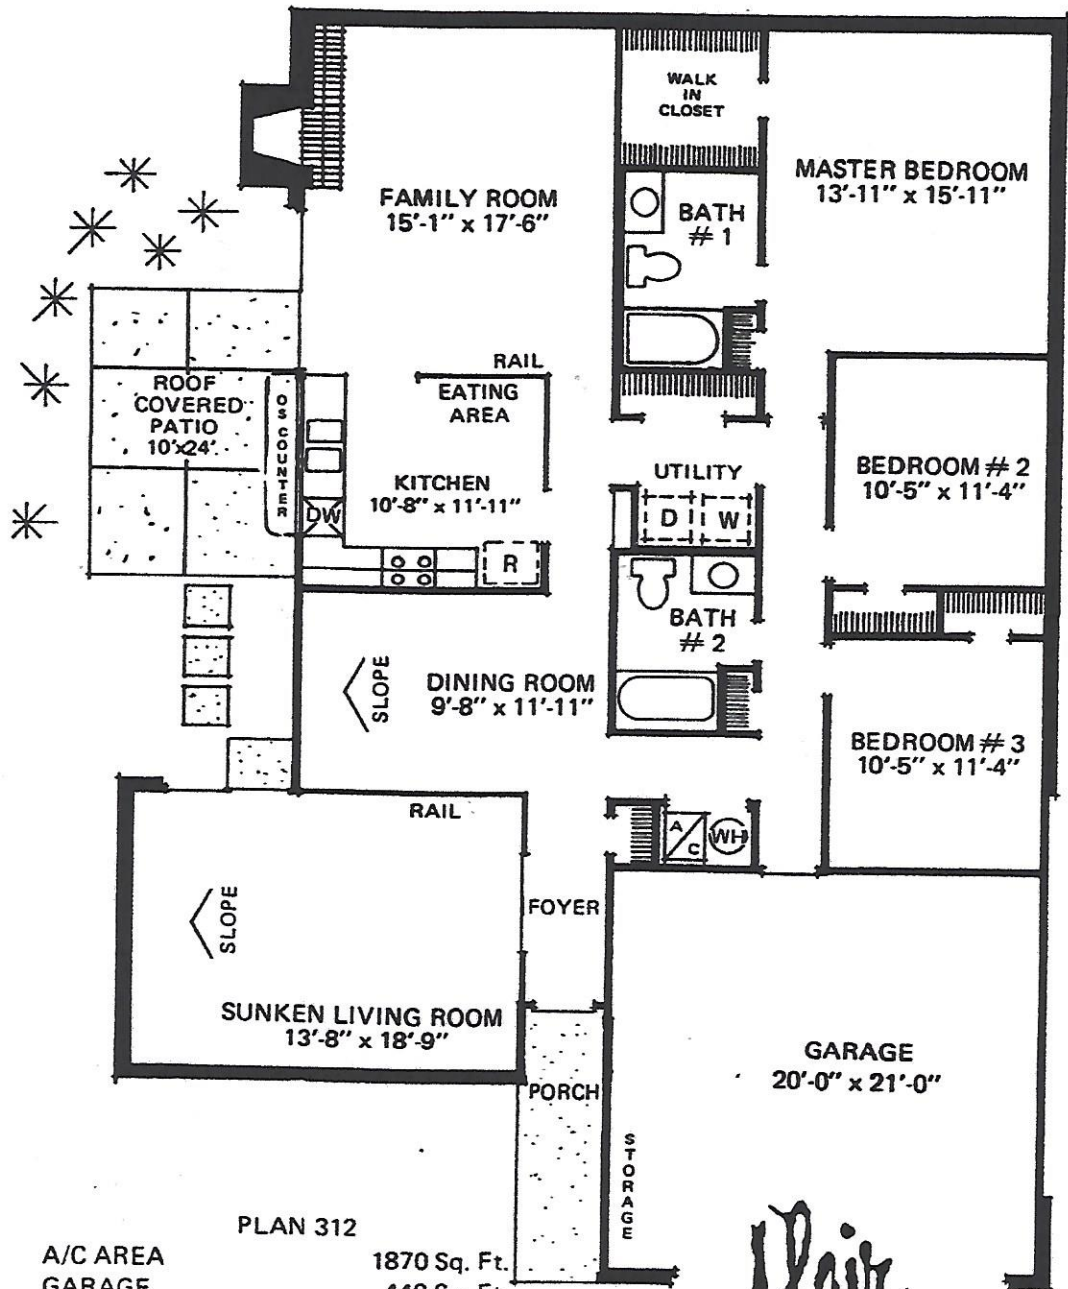 WALK
IN
CLOSET
MASTER BEDROOM
13'-11" x 15'-11"
FAMILY ROOM
15'-1" x 17'-6"
BATH
# 1
RAIL
EATING
AREA
ROOF
COVERED
PATIO
10'x24'
OS COUNTER
KITCHEN
10'-8" x 11'-11"
DW
R
UTILITY
D
W
BEDROOM # 2
10'-5" x 11'-4"
BATH
# 2
SLOPE
DINING ROOM
9'-8" x 11'-11"
BEDROOM # 3
10'-5" x 11'-4"
RAIL
A/C
WH
SLOPE
FOYER
SUNKEN LIVING ROOM
13'-8" x 18'-9"
GARAGE
20'-0" x 21'-0"
PORCH
STORAGE
PLAN 312
A/C AREA 1870 Sq. Ft.
GARAGE Sq. Ft.